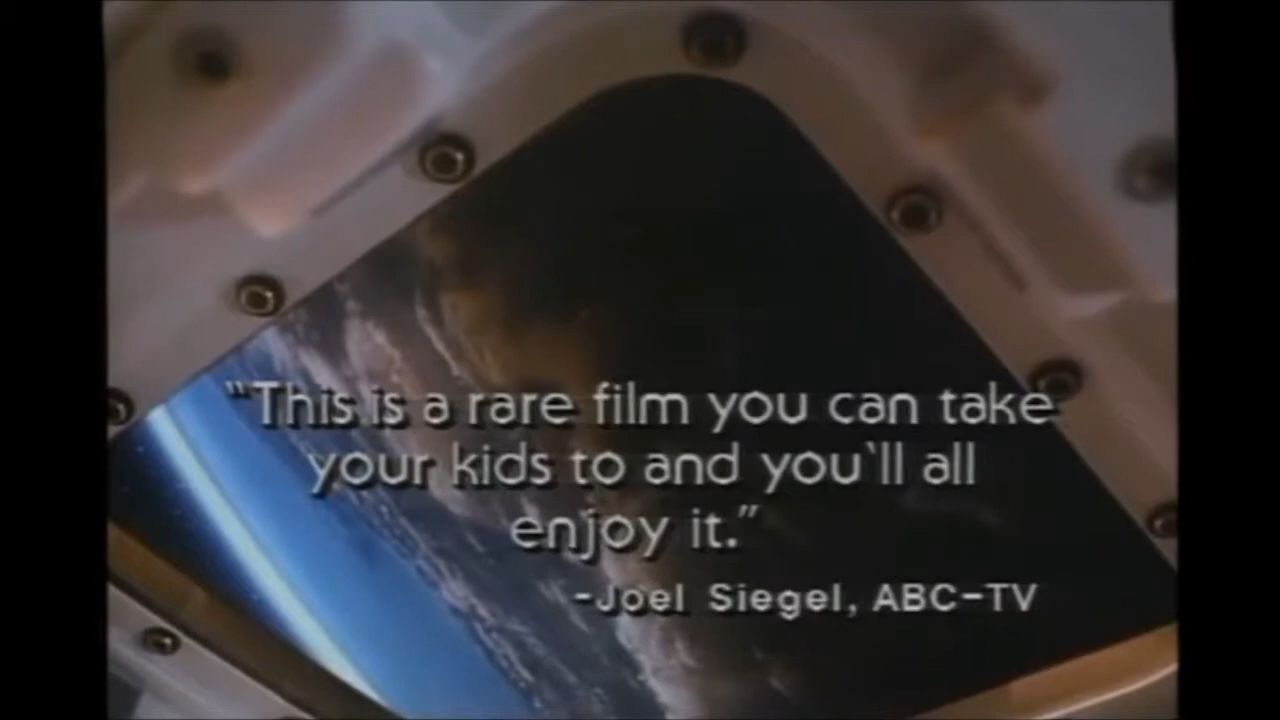 “This is a rare film you can take
your kids to and you‘ll all
enjoy it.”
-Joel Siegel, ABC-TV